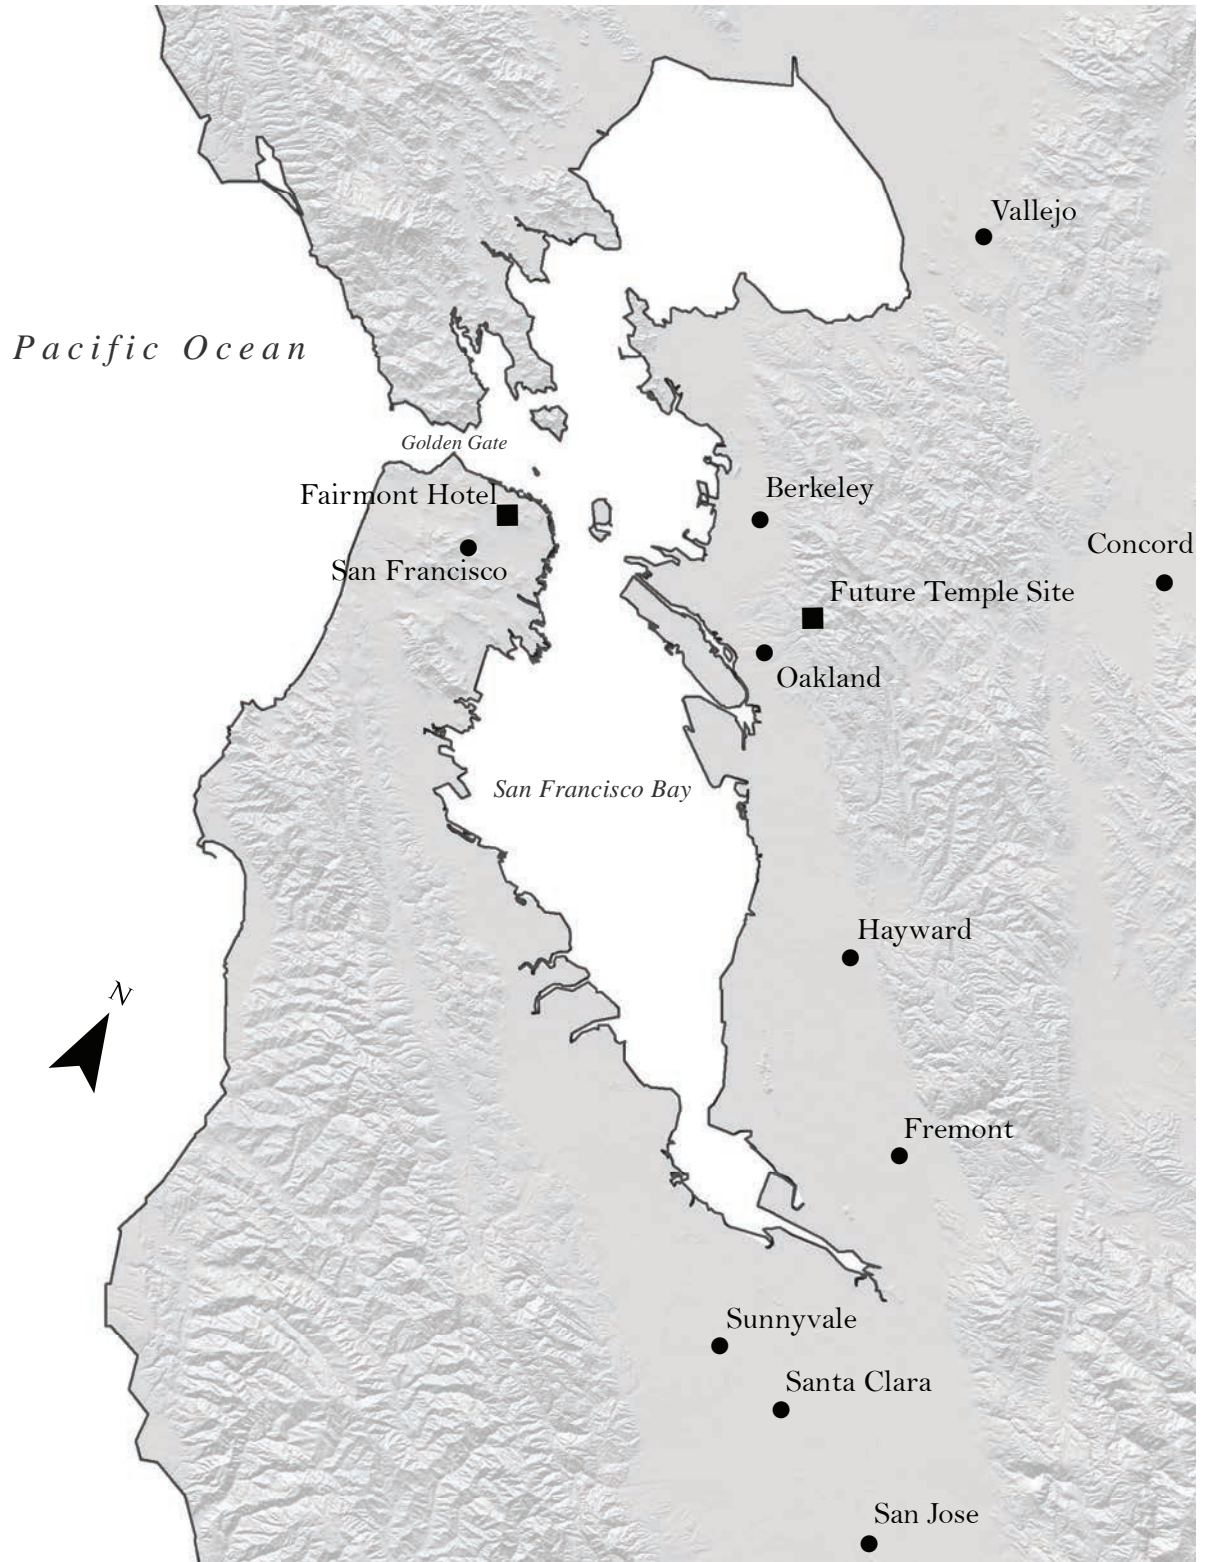 Vallejo
Pacific Ocean
Golden Gate
Berkeley
Fairmont Hotel
Concord
San Francisco
Future Temple Site
Oakland
San Francisco Bay
Hayward
N
Fremont
Sunnyvale
Santa Clara
San Jose